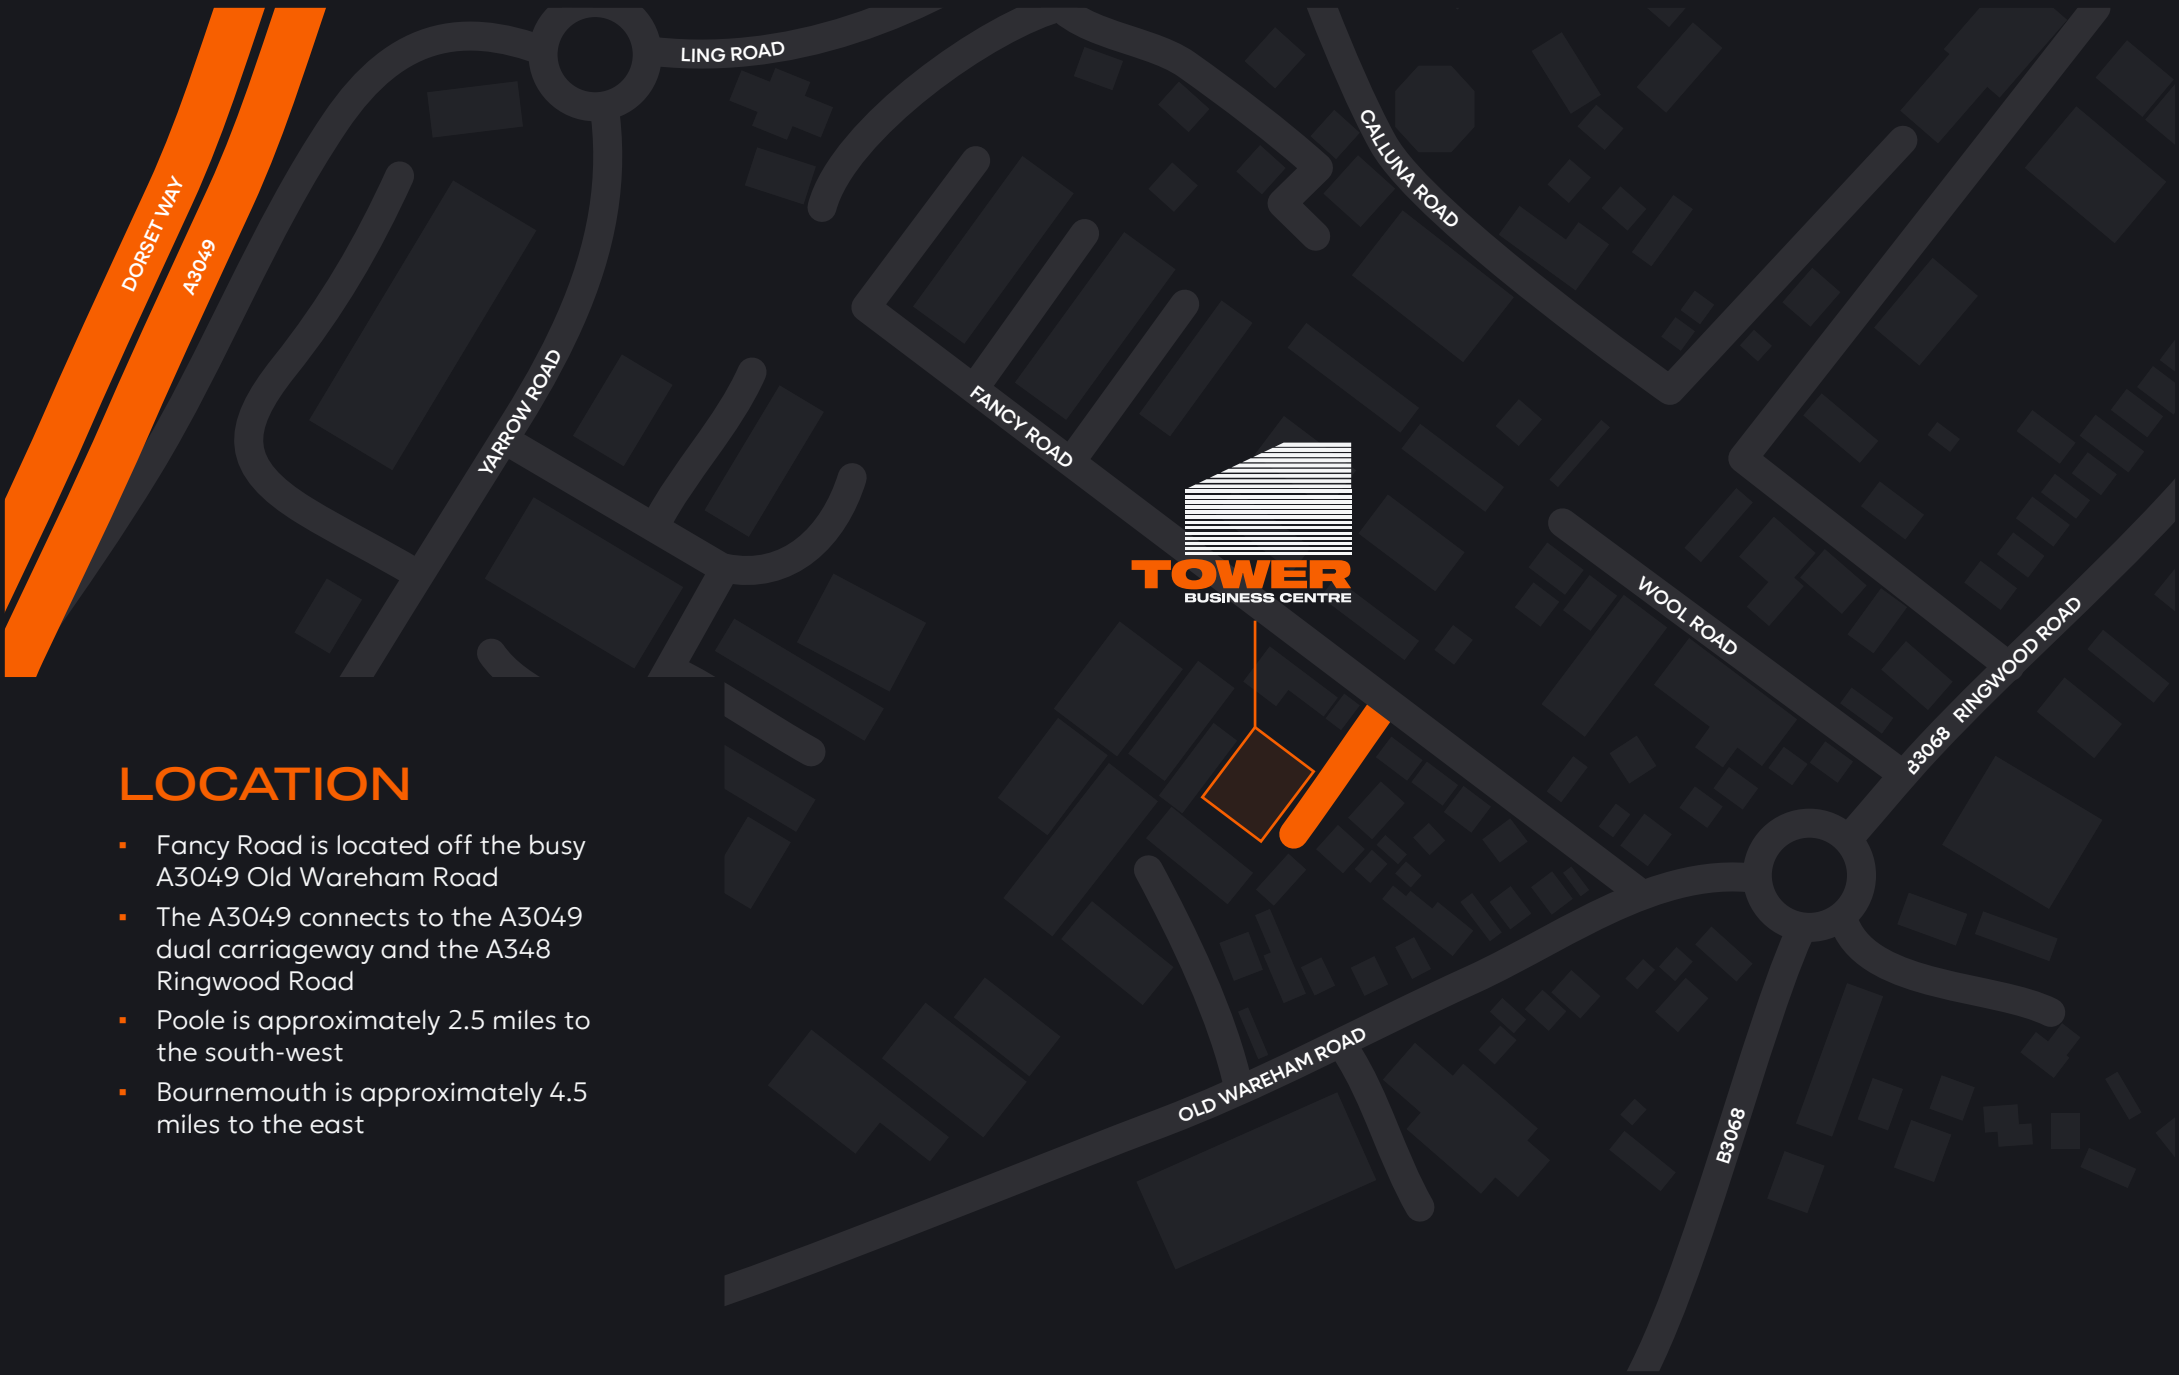 LING ROAD
CALLUNA ROAD
DORSET WAY
A3049
YARROW ROAD
FANCY ROAD
TOWER
BUSINESS CENTRE
WOOL ROAD
RINGWOOD ROAD
B3068
LOCATION
▪ Fancy Road is located off the busy
A3049 Old Wareham Road
▪ The A3049 connects to the A3049
dual carriageway and the A348
Ringwood Road
▪ Poole is approximately 2.5 miles to
the south-west
▪ Bournemouth is approximately 4.5
miles to the east
OLD WAREHAM ROAD
B3068